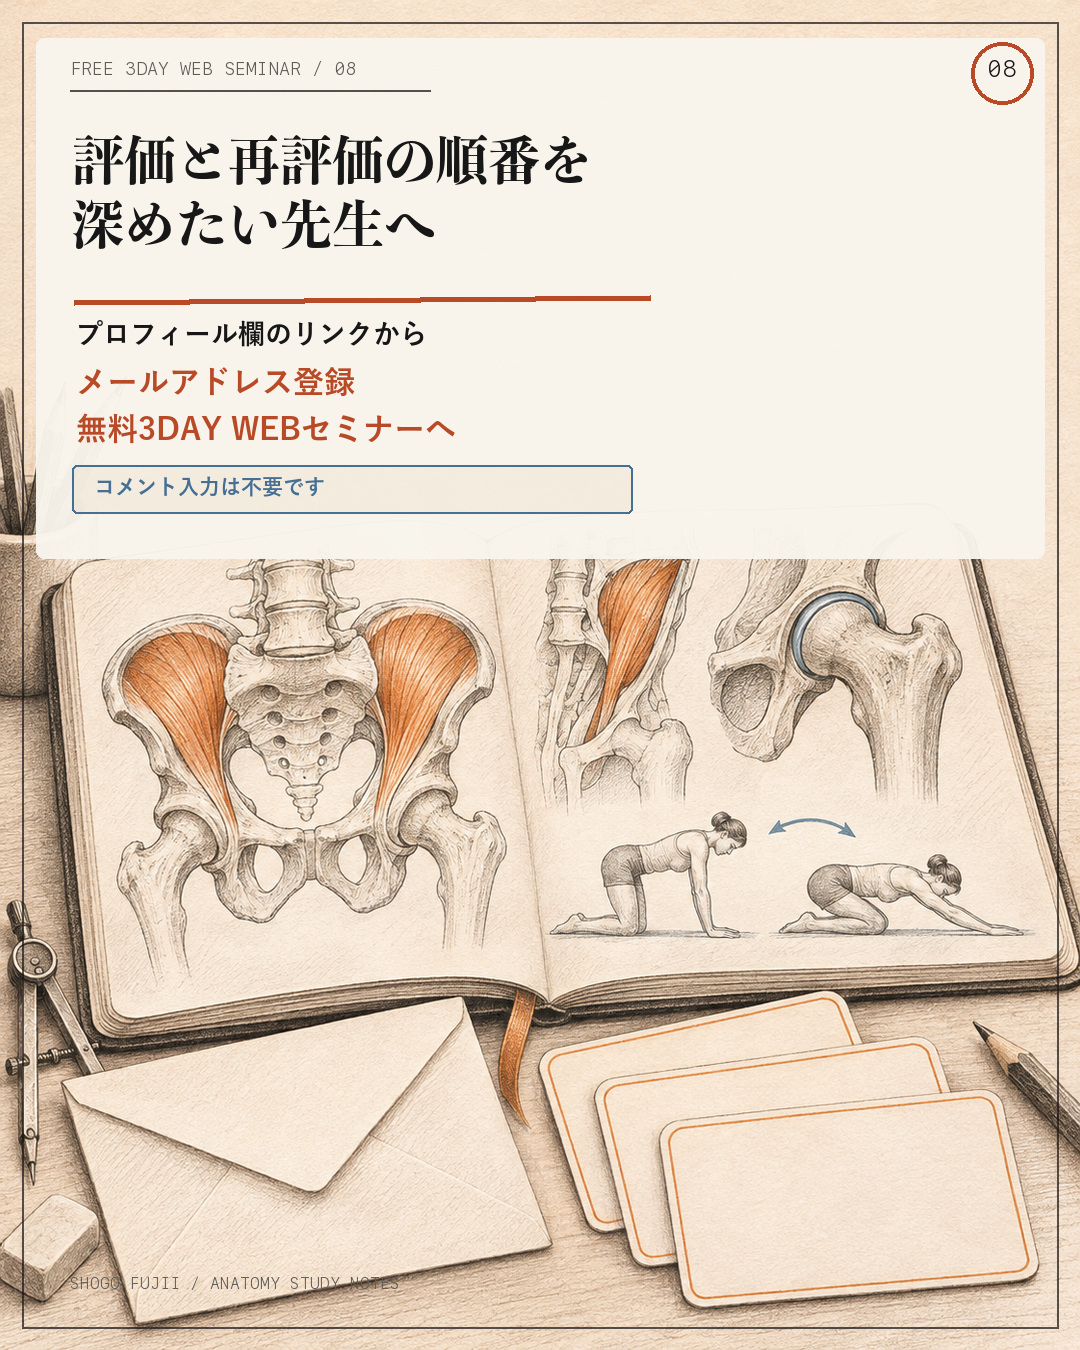 FREE 3DAY WEB SEMINAR / 08
08
評価と再評価の順番を
深めたい先生へ
プロフィール欄のリンクから
メールアドレス登録
無料3DAY WEBセミナーへ
コメント入力は不要です
SHOGO FUJII / ANATOMY STUDY NOTES